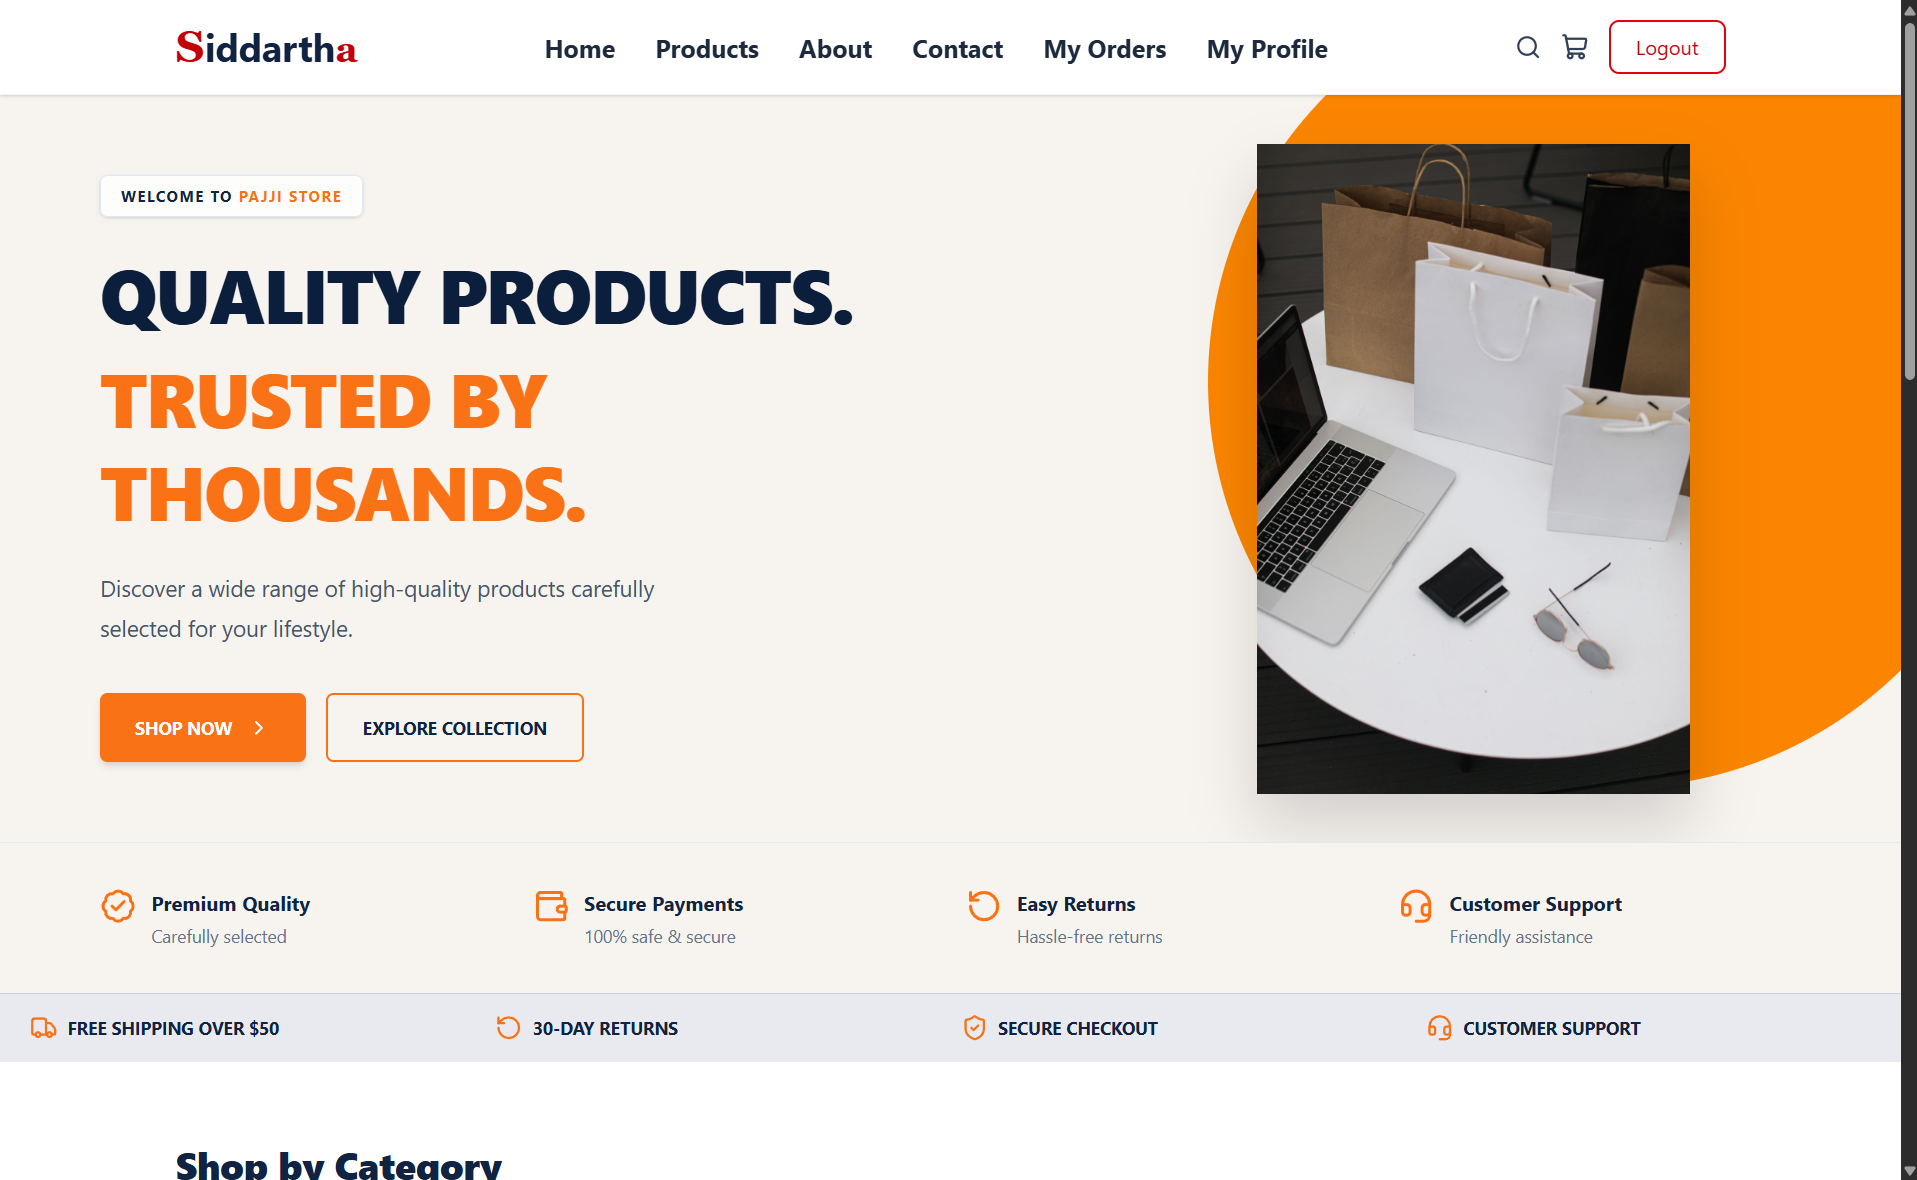 Siddartha
Home Products About Contact My Orders My Profile
Logout
WELCOME TO PAJJI STORE
QUALITY PRODUCTS.
TRUSTED BY
THOUSANDS.
Discover a wide range of high-quality products carefully
selected for your lifestyle.
SHOP NOW
EXPLORE COLLECTION
Premium Quality
Carefully selected
Secure Payments
100% safe & secure
Easy Returns
Hassle-free returns
Customer Support
Friendly assistance
FREE SHIPPING OVER $50
30-DAY RETURNS
SECURE CHECKOUT
CUSTOMER SUPPORT
Shop by Category